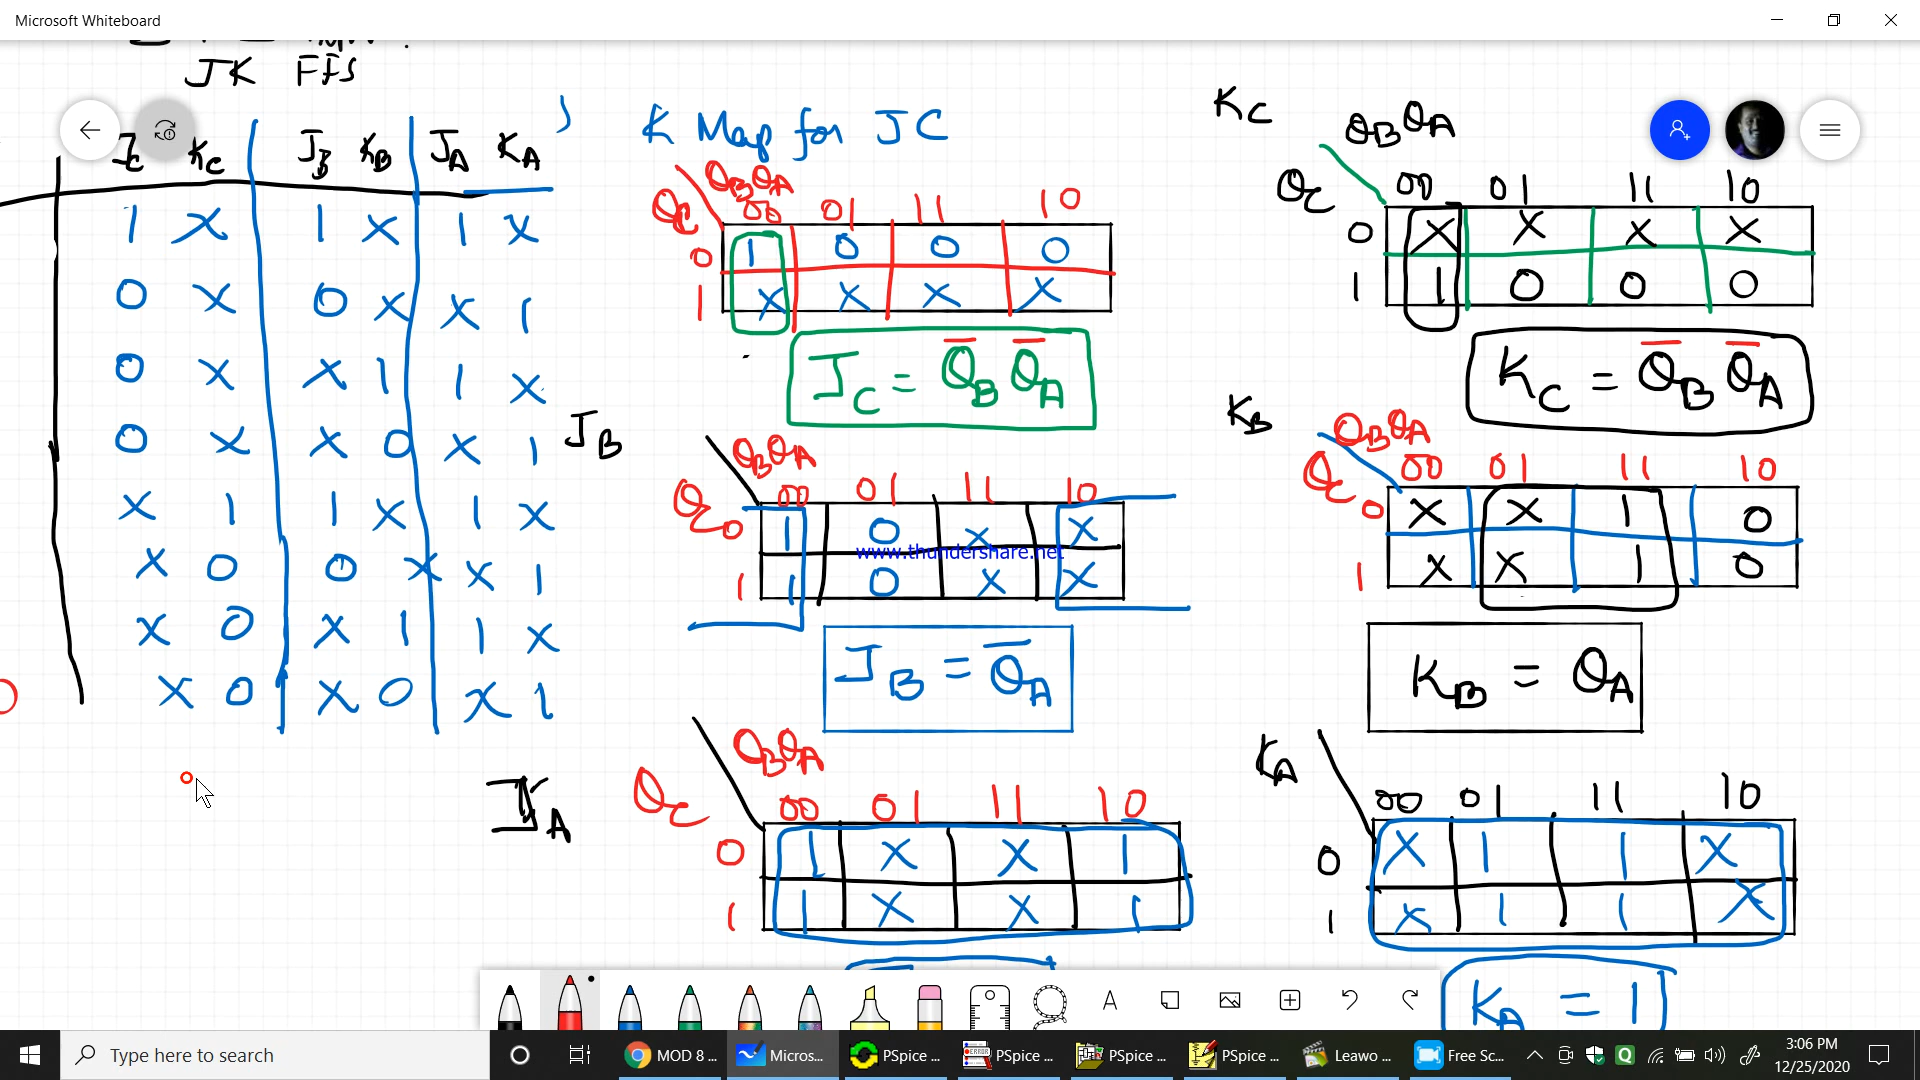 Microsoft Whiteboard
JK FFS
JC KC JB KB JA KA
1 X 1 X 1 X
0 X 0 X X 1
0 X X 1 1 X
0 X X 0 X 1
X 1 1 X 1 X
X 0 0 X X 1
X 0 X 1 1 X
X 0 X 0 X 1
K Map for JC
QBQA
QC 00 01 11 10
0 1 0 0 0
1 X X X X
JC = Q̅B Q̅A
KC
QBQA
QC 00 01 11 10
0 X X X X
1 1 0 0 0
KC = Q̅B Q̅A
JB
QBQA
QC 00 01 11 10
0 1 0 X X
www.thundershare.net
1 1 0 X X
JB = Q̅A
KB
QBQA
QC 00 01 11 10
0 X X 1 0
1 X X 1 0
KB = QA
JA
QBQA
QC 00 01 11 10
0 1 X X 1
1 1 X X 1
KA
00 01 11 10
0 X 1 1 X
1 X 1 1 X
KA = 1
Type here to search
MOD 8 ...
Micros...
PSpice ...
PSpice ...
PSpice ...
PSpice ...
Leawo ...
Free Sc...
3:06 PM
12/25/2020